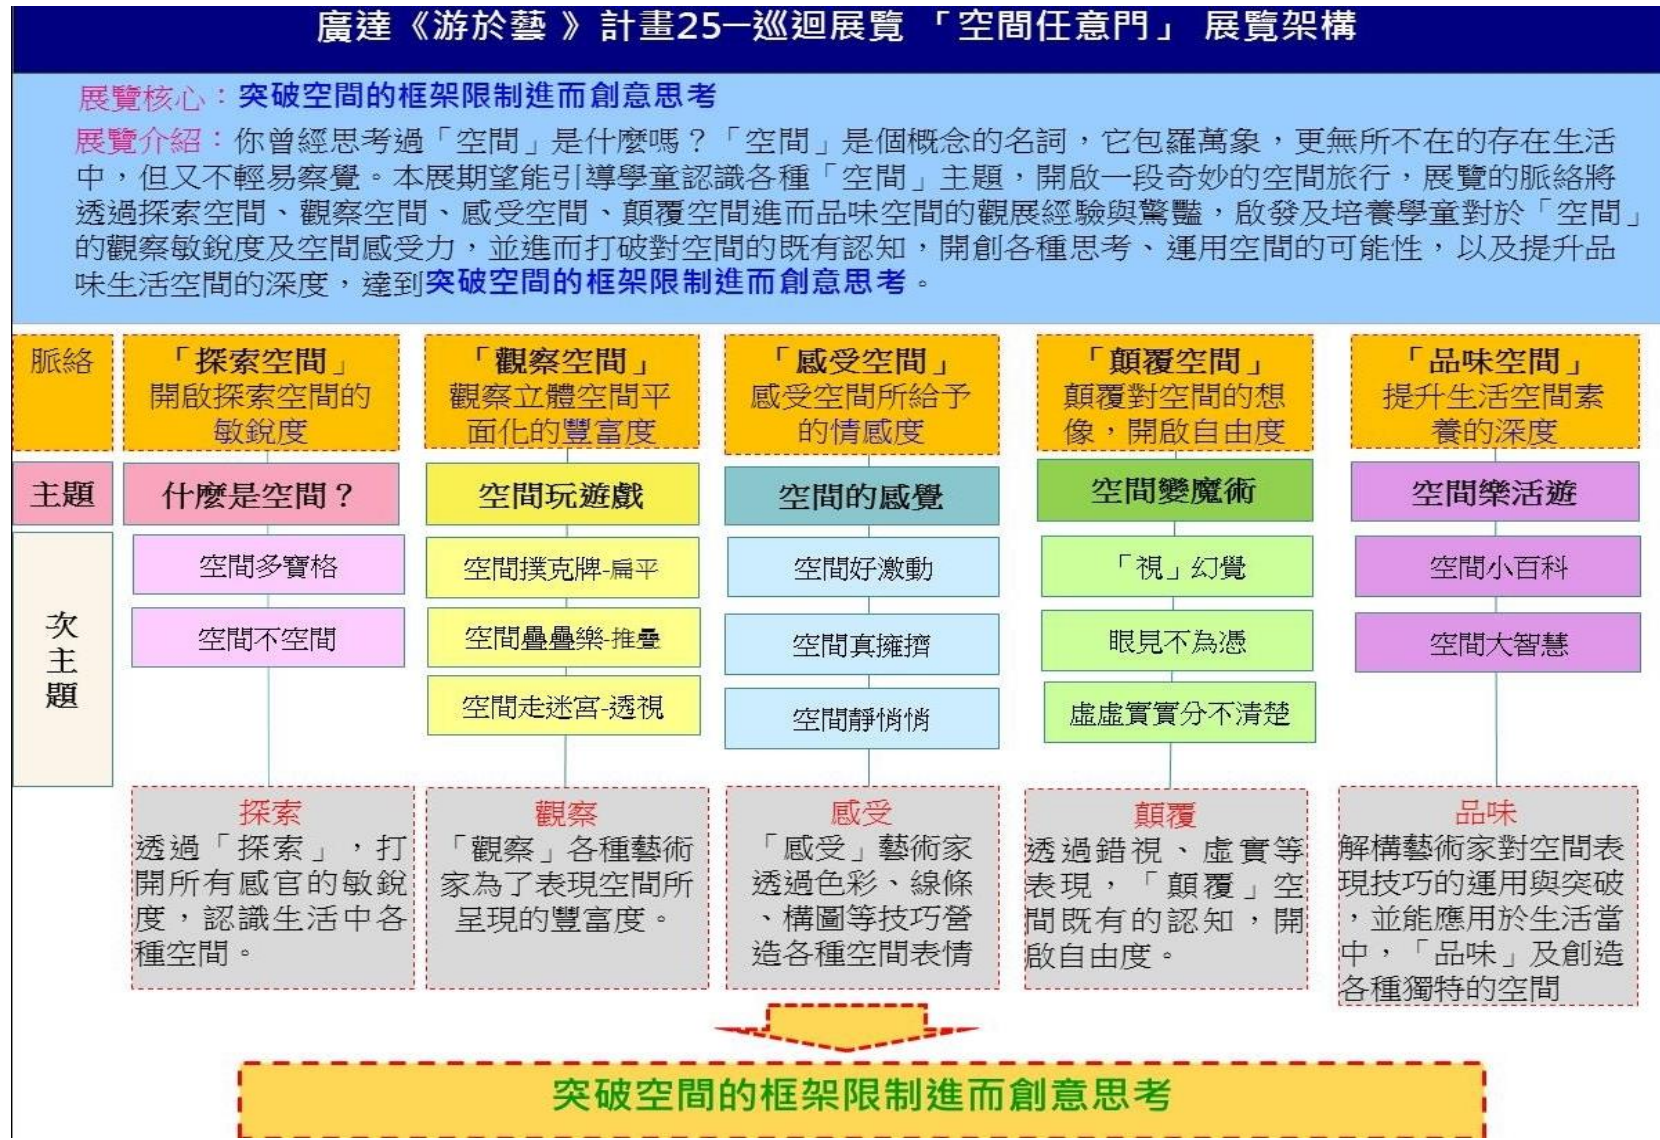 廣達《游於藝 》計畫25─巡迴展覽 「空間任意門」 展覽架構
展覽核心：突破空間的框架限制進而創意思考
展覽介紹：你曾經思考過「空間」是什麼嗎？「空間」是個概念的名詞，它包羅萬象，更無所不在的存在生活
中，但又不輕易察覺。本展期望能引導學童認識各種「空間」主題，開啟一段奇妙的空間旅行，展覽的脈絡將
透過探索空間、觀察空間、感受空間、顛覆空間進而品味空間的觀展經驗與驚豔，啟發及培養學童對於「空間」
的觀察敏銳度及空間感受力，並進而打破對空間的既有認知，開創各種思考、運用空間的可能性，以及提升品
味生活空間的深度，達到突破空間的框架限制進而創意思考。
脈絡
「探索空間」
開啟探索空間的
敏銳度
「觀察空間」
觀察立體空間平
面化的豐富度
「感受空間」
感受空間所給予
的情感度
「顛覆空間」
顛覆對空間的想
像，開啟自由度
「品味空間」
提升生活空間素
養的深度
主題
什麼是空間？
空間玩遊戲
空間的感覺
空間變魔術
空間樂活遊
次
主
題
空間多寶格
空間不空間
空間撲克牌-扁平
空間疊疊樂-推疊
空間走迷宮-透視
空間好激動
空間真擁擠
空間靜悄悄
「視」幻覺
眼見不為憑
虛虛實實分不清楚
空間小百科
空間大智慧
探索
透過「探索」，打
開所有感官的敏銳
度，認識生活中各
種空間。
觀察
「觀察」各種藝術
家為了表現空間所
呈現的豐富度。
感受
「感受」藝術家
透過色彩、線條
、構圖等技巧營
造各種空間表情
顛覆
透過錯視、虛實等
表現，「顛覆」空
間既有的認知，開
啟自由度。
品味
解構藝術家對空間表
現技巧的運用與突破
，並能應用於生活當
中，「品味」及創造
各種獨特的空間
突破空間的框架限制進而創意思考